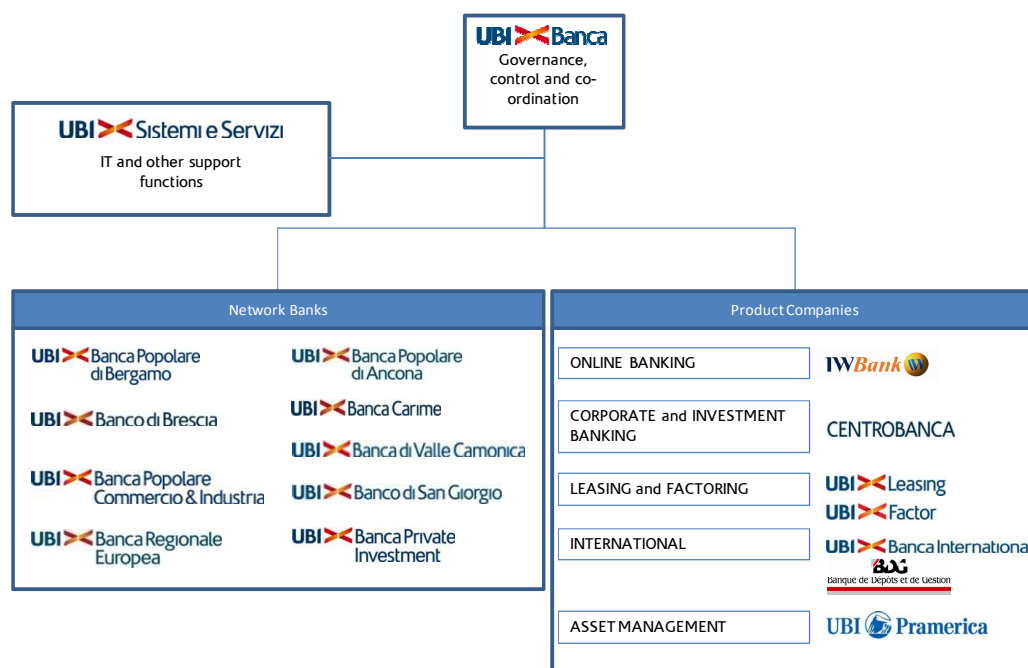 UBI Banca
Governance,
control and co-
ordination
UBI Sistemi e Servizi
IT and other support
functions
Network Banks
UBI Banca Popolare
di Bergamo
UBI Banco di Brescia
UBI Banca Popolare
Commercio & Industria
UBI Banca Regionale
Europea
UBI Banca Popolare
di Ancona
UBI Banca Carime
UBI Banca di Valle Camonica
UBI Banco di San Giorgio
UBI Banca Private
Investment
Product Companies
ONLINE BANKING
IWBank W
CORPORATE and INVESTMENT
BANKING
CENTROBANCA
LEASING and FACTORING
UBI Leasing
UBI Factor
INTERNATIONAL
UBI Banca Internationa
BDG
Banque de Dépôts et de Gestion
ASSET MANAGEMENT
UBI Pramerica